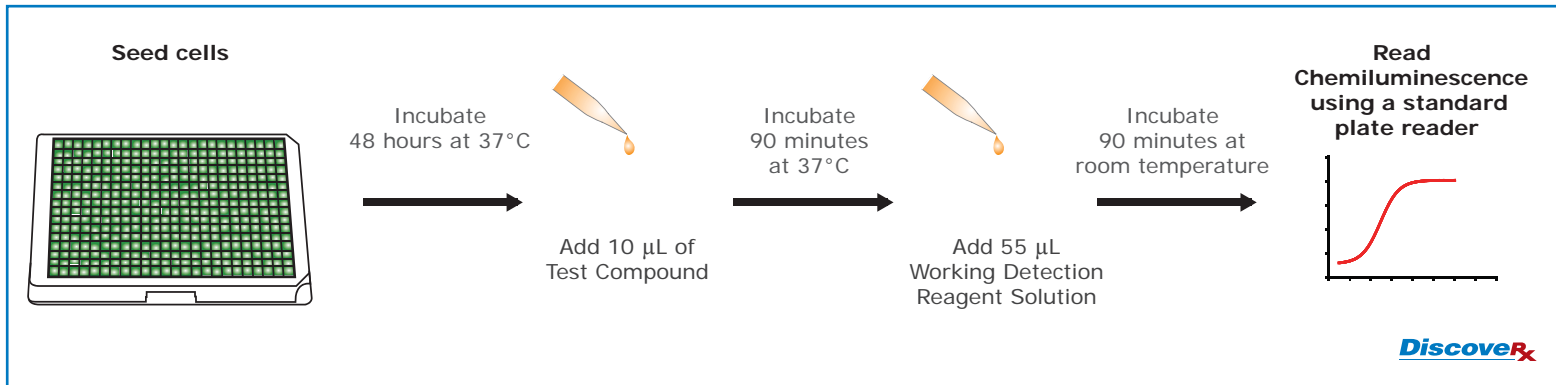 Seed cells
Incubate
48 hours at 37°C
Add 10 µL of
Test Compound
Incubate
90 minutes
at 37°C
Add 55 µL
Working Detection
Reagent Solution
Incubate
90 minutes at
room temperature
Read
Chemiluminescence
using a standard
plate reader
DiscoveRx